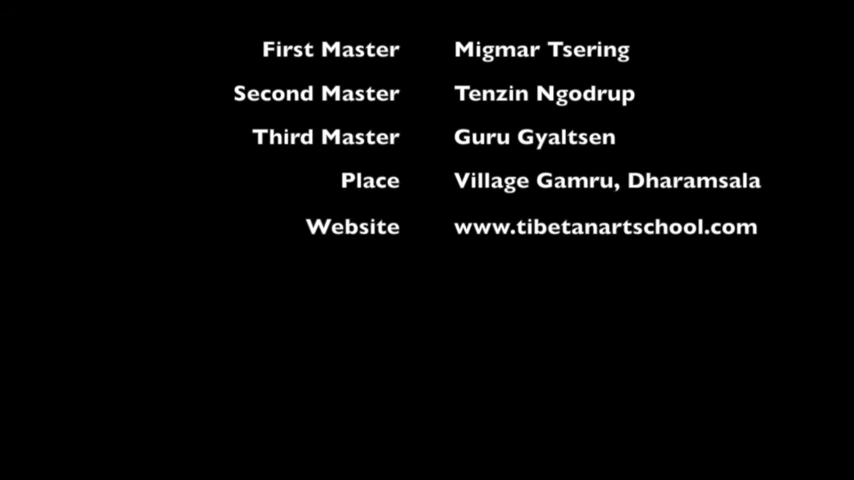 First Master Migmar Tsering
Second Master Tenzin Ngodrup
Third Master Guru Gyaltsen
Place Village Gamru, Dharamsala
Website www.tibetanartschool.com